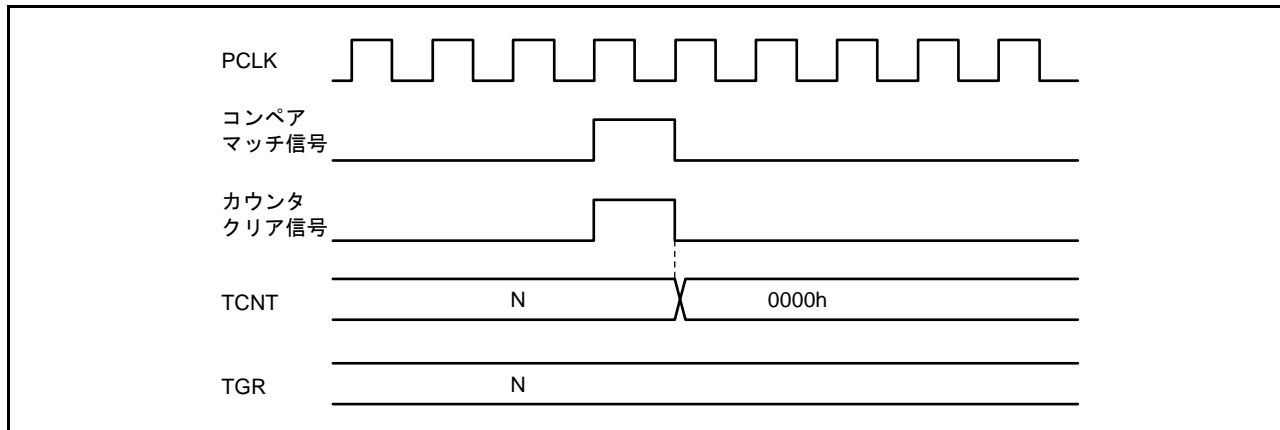 PCLK
コンペア
マッチ信号
カウンタ
クリア信号
TCNT
N
0000h
TGR
N